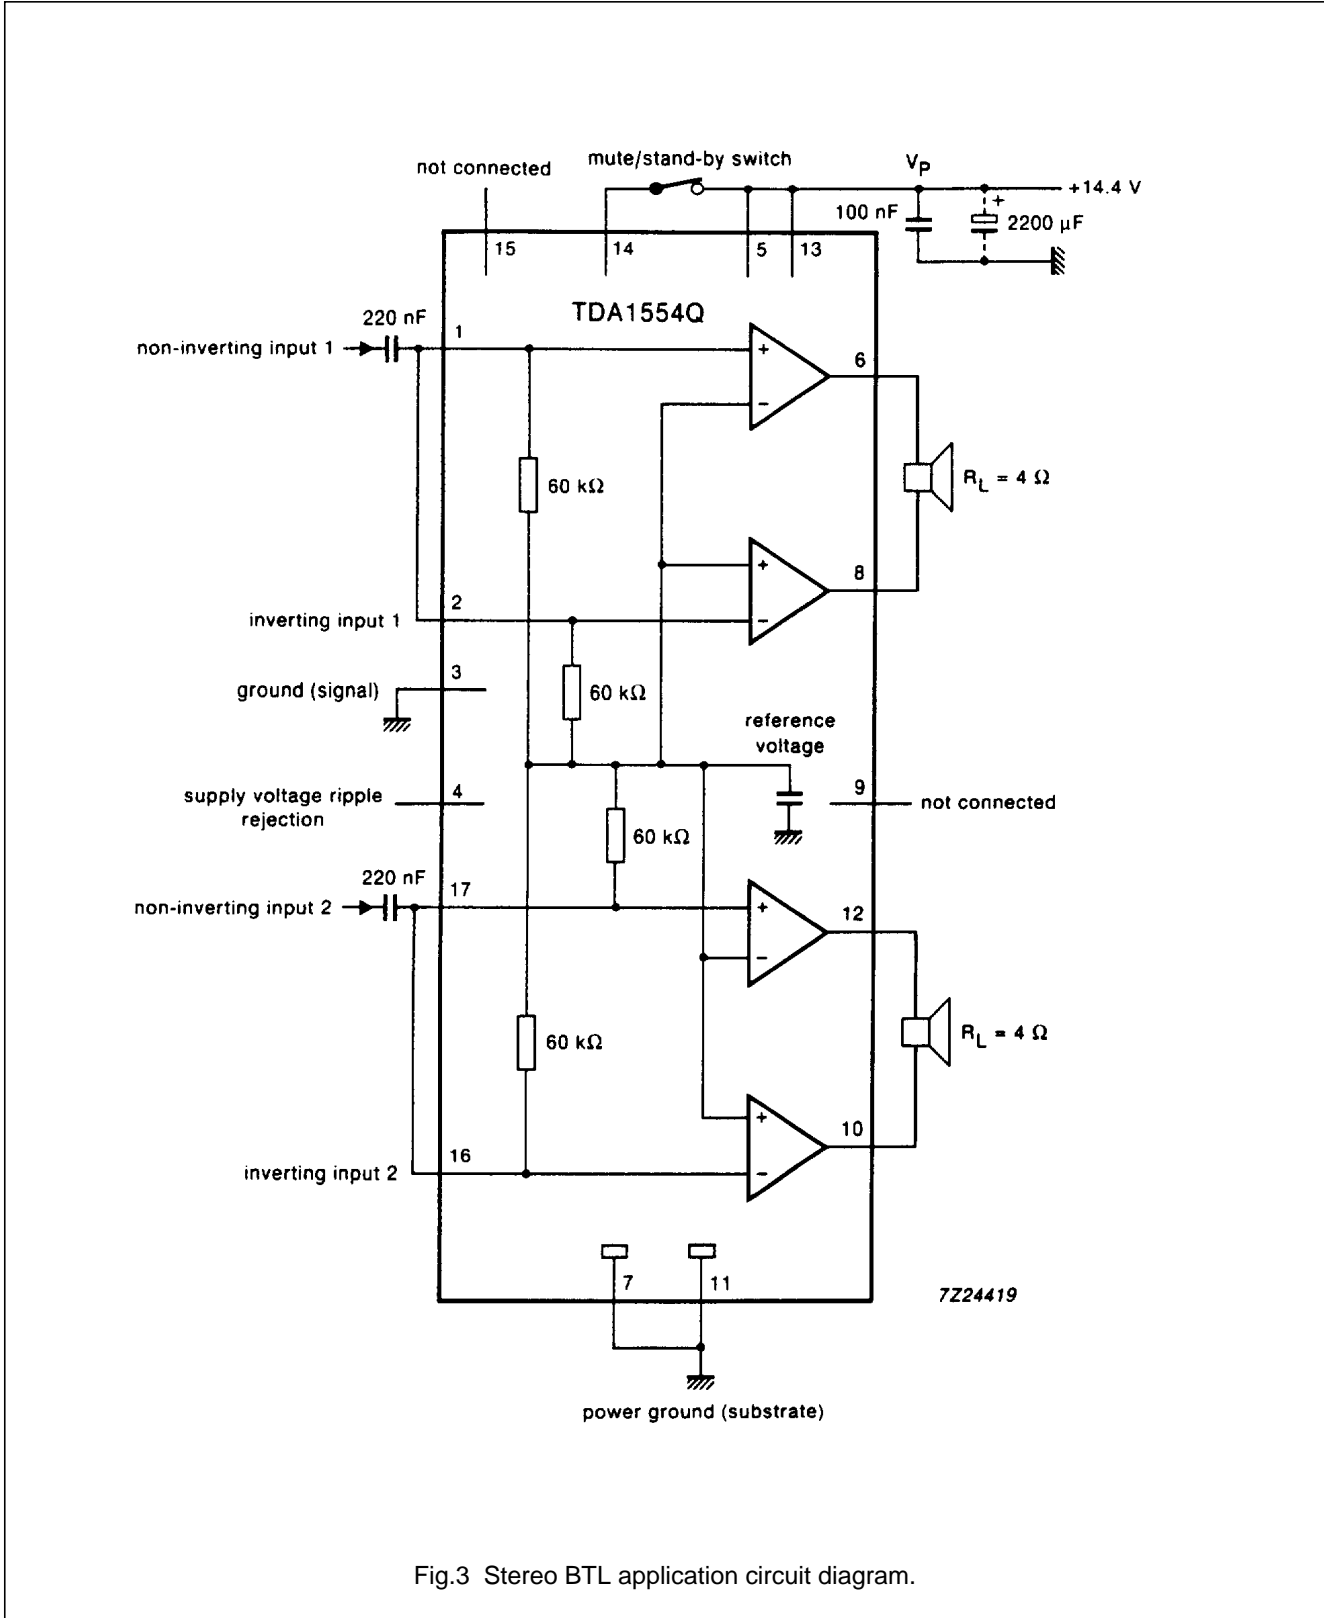 mute/stand-by switch
not connected
V_P
+14.4 V
100 nF
2200 µF
+
15
14
5
13
TDA1554Q
220 nF
1
non-inverting input 1
+
6
−
60 kΩ
R_L = 4 Ω
+
8
2
inverting input 1
−
3
ground (signal)
60 kΩ
reference
voltage
4
supply voltage ripple
rejection
9
not connected
60 kΩ
220 nF
17
non-inverting input 2
+
12
−
60 kΩ
R_L = 4 Ω
+
10
16
inverting input 2
−
7
11
7Z24419
power ground (substrate)
Fig.3 Stereo BTL application circuit diagram.